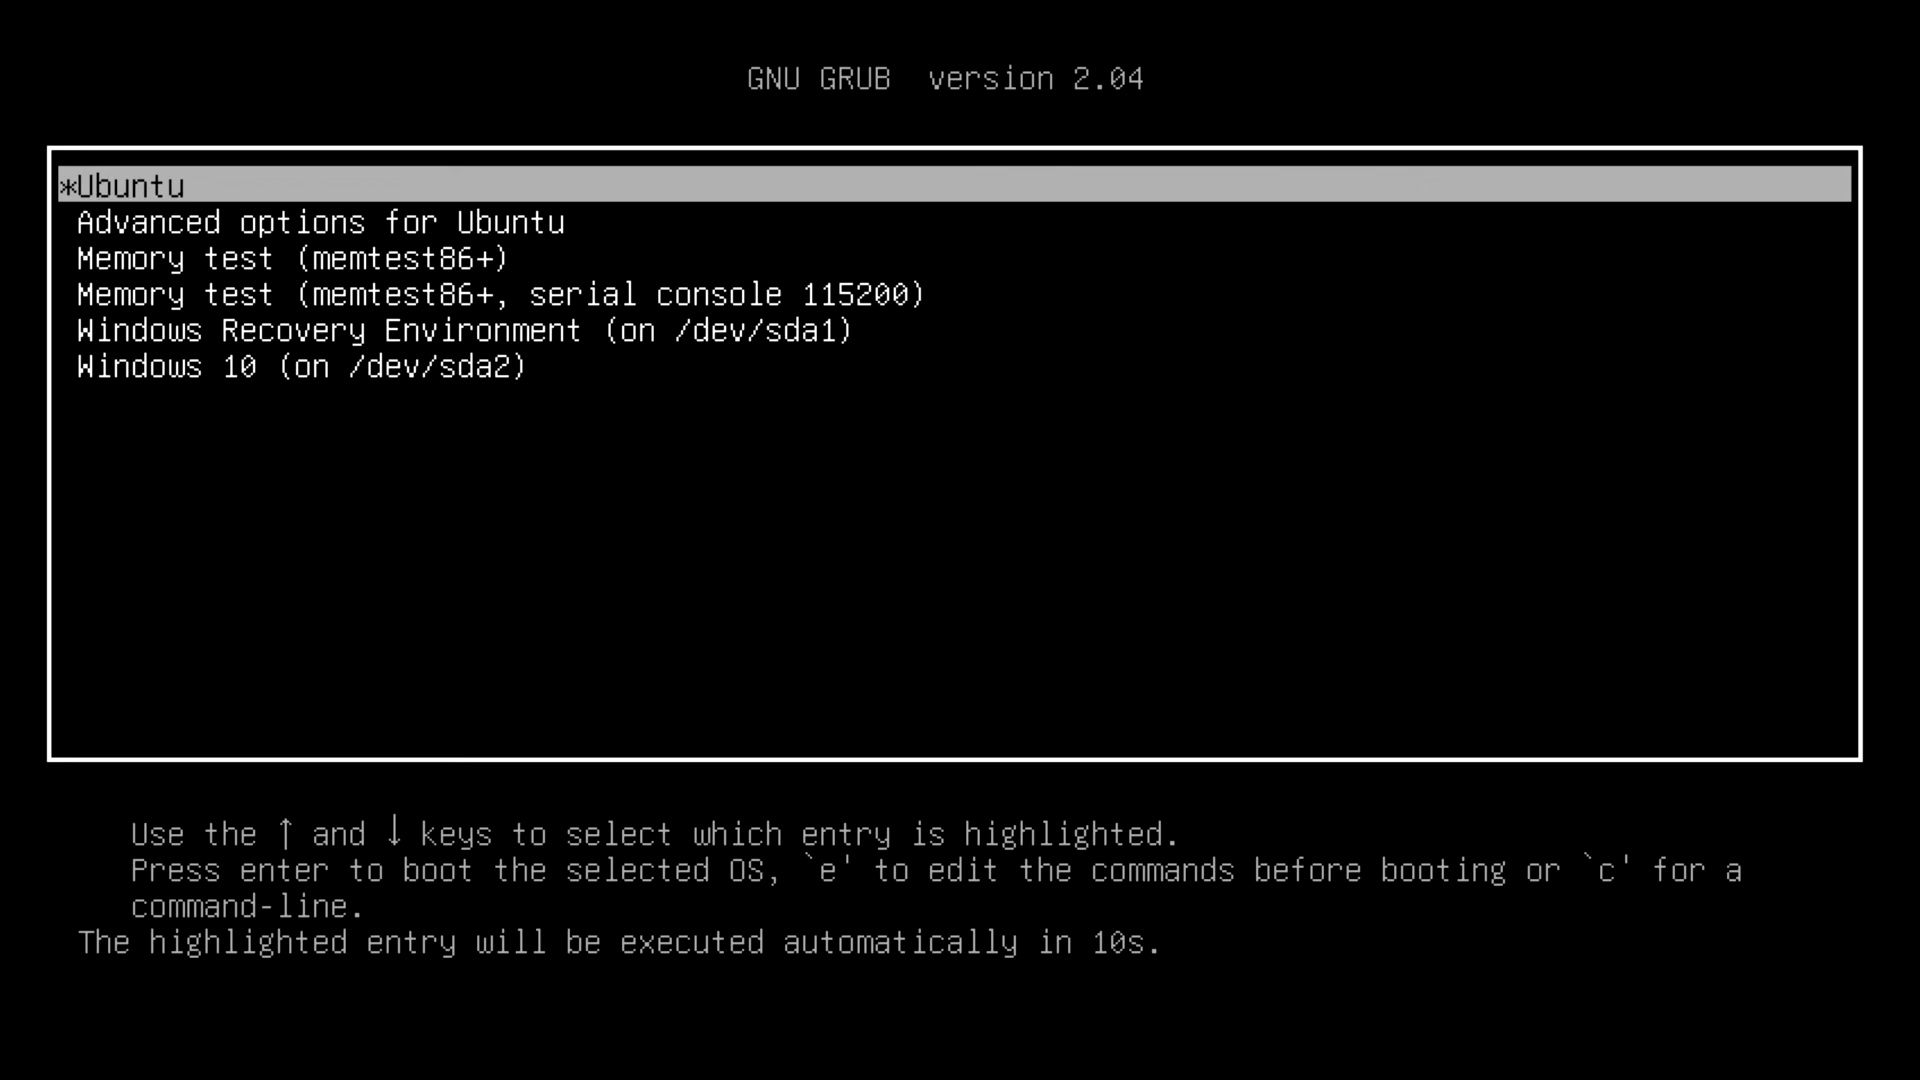 GNU GRUB  version 2.04
*Ubuntu
Advanced options for Ubuntu
Memory test (memtest86+)
Memory test (memtest86+, serial console 115200)
Windows Recovery Environment (on /dev/sda1)
Windows 10 (on /dev/sda2)
Use the ↑ and ↓ keys to select which entry is highlighted.
Press enter to boot the selected OS, `e' to edit the commands before booting or `c' for a
command-line.
The highlighted entry will be executed automatically in 10s.